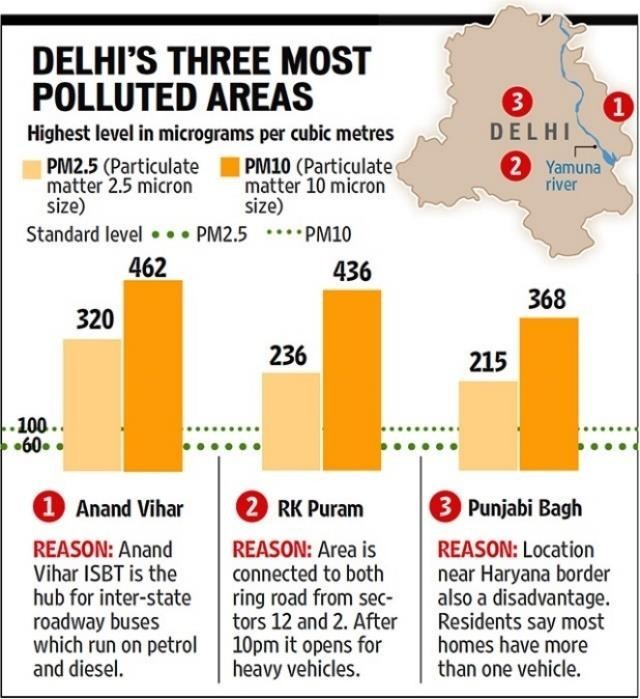 DELHI'S THREE MOST
POLLUTED AREAS
Highest level in micrograms per cubic metres
PM2.5 (Particulate
matter 2.5 micron
size)
PM10 (Particulate
matter 10 micron
size)
Standard level ••• PM2.5 ····PM10
3
1
DELHI
2
Yamuna
river
320
462
236
436
215
368
100
60
1 Anand Vihar
REASON: Anand
Vihar ISBT is the
hub for inter-state
roadway buses
which run on petrol
and diesel.
2 RK Puram
REASON: Area is
connected to both
ring road from sec-
tors 12 and 2. After
10pm it opens for
heavy vehicles.
3 Punjabi Bagh
REASON: Location
near Haryana border
also a disadvantage.
Residents say most
homes have more
than one vehicle.